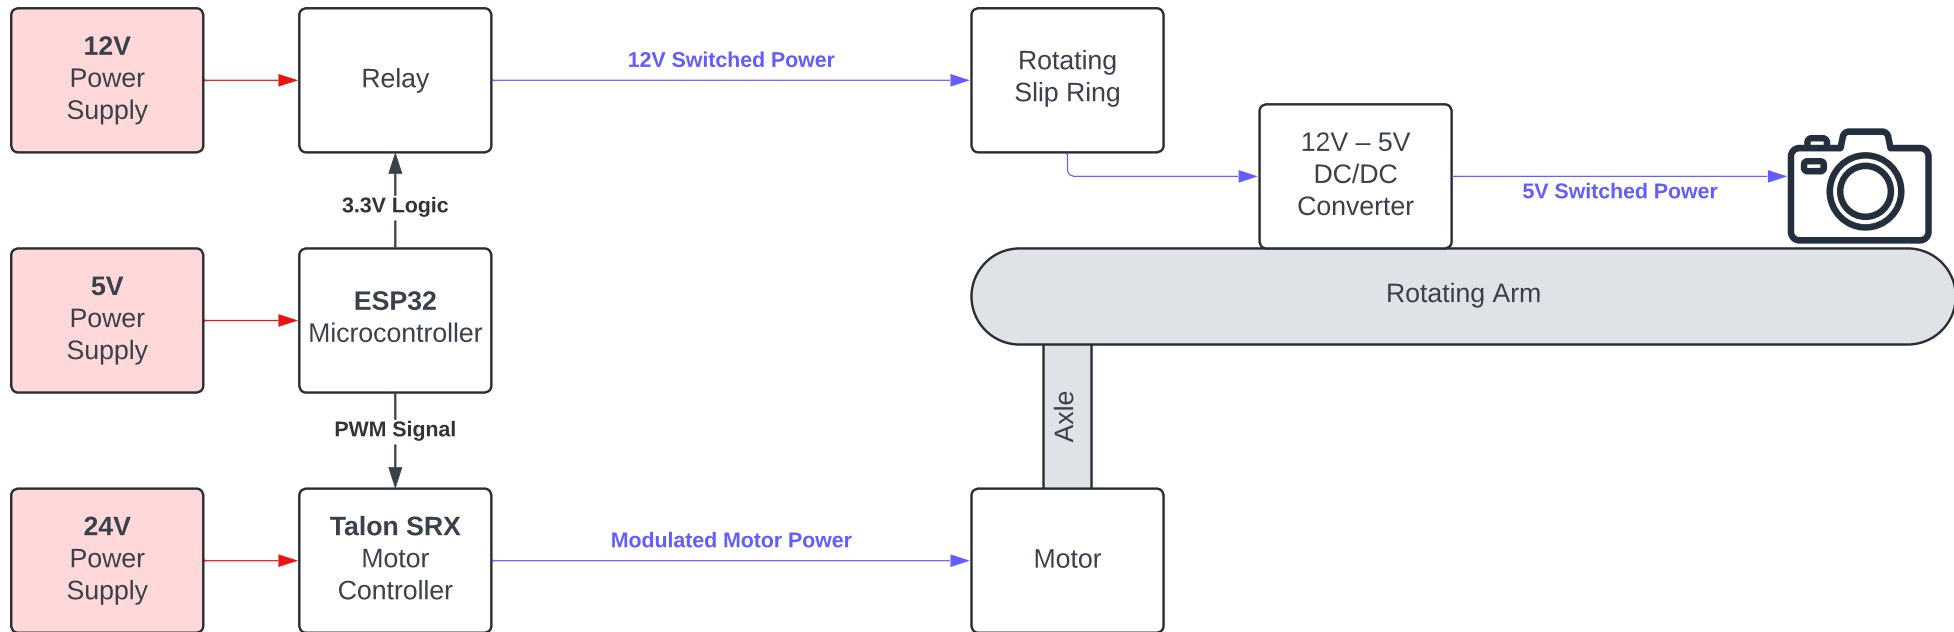 12V
Power
Supply
Relay
12V Switched Power
Rotating
Slip Ring
12V – 5V
DC/DC
Converter
5V Switched Power
3.3V Logic
5V
Power
Supply
ESP32
Microcontroller
Rotating Arm
PWM Signal
Axle
24V
Power
Supply
Talon SRX
Motor
Controller
Modulated Motor Power
Motor